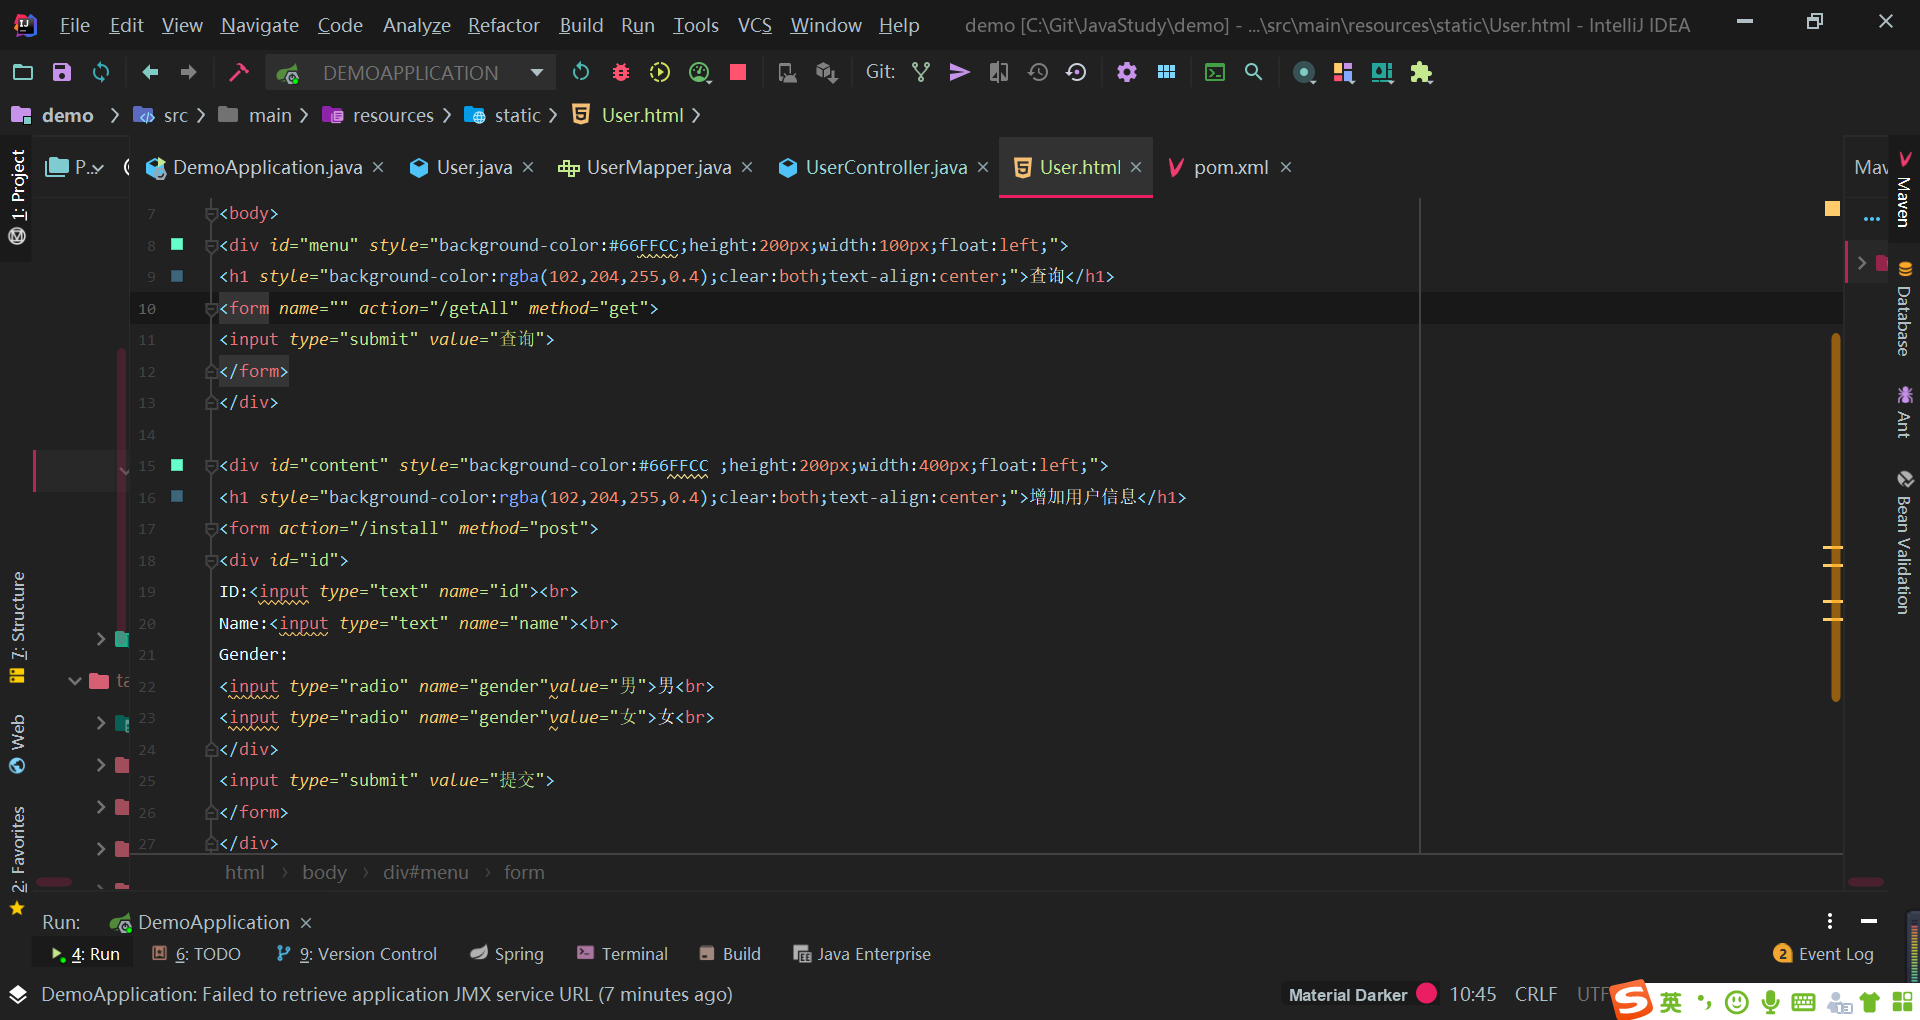 File Edit View Navigate Code Analyze Refactor Build Run Tools VCS Window Help demo [C:\Git\JavaStudy\demo] - ...\src\main\resources\static\User.html - IntelliJ IDEA
DEMOAPPLICATION Git:
demo src main resources static User.html
1: Project
P...
DemoApplication.java User.java UserMapper.java UserController.java User.html pom.xml
7 <body>
8 <div id="menu" style="background-color:#66FFCC;height:200px;width:100px;float:left;">
9 <h1 style="background-color:rgba(102,204,255,0.4);clear:both;text-align:center;">查询</h1>
10 <form name="" action="/getAll" method="get">
11 <input type="submit" value="查询">
12 </form>
13 </div>
14
15 <div id="content" style="background-color:#66FFCC ;height:200px;width:400px;float:left;">
16 <h1 style="background-color:rgba(102,204,255,0.4);clear:both;text-align:center;">增加用户信息</h1>
17 <form action="/install" method="post">
18 <div id="id">
19 ID:<input type="text" name="id"><br>
20 Name:<input type="text" name="name"><br>
21 Gender:
22 <input type="radio" name="gender"value="男">男<br>
23 <input type="radio" name="gender"value="女">女<br>
24 </div>
25 <input type="submit" value="提交">
26 </form>
27 </div>
html body div#menu form
7: Structure
Web
2: Favorites
Maven
Database
Ant
Bean Validation
Run: DemoApplication
4: Run 6: TODO 9: Version Control Spring Terminal Build Java Enterprise 2 Event Log
DemoApplication: Failed to retrieve application JMX service URL (7 minutes ago) Material Darker 10:45 CRLF UTF
英